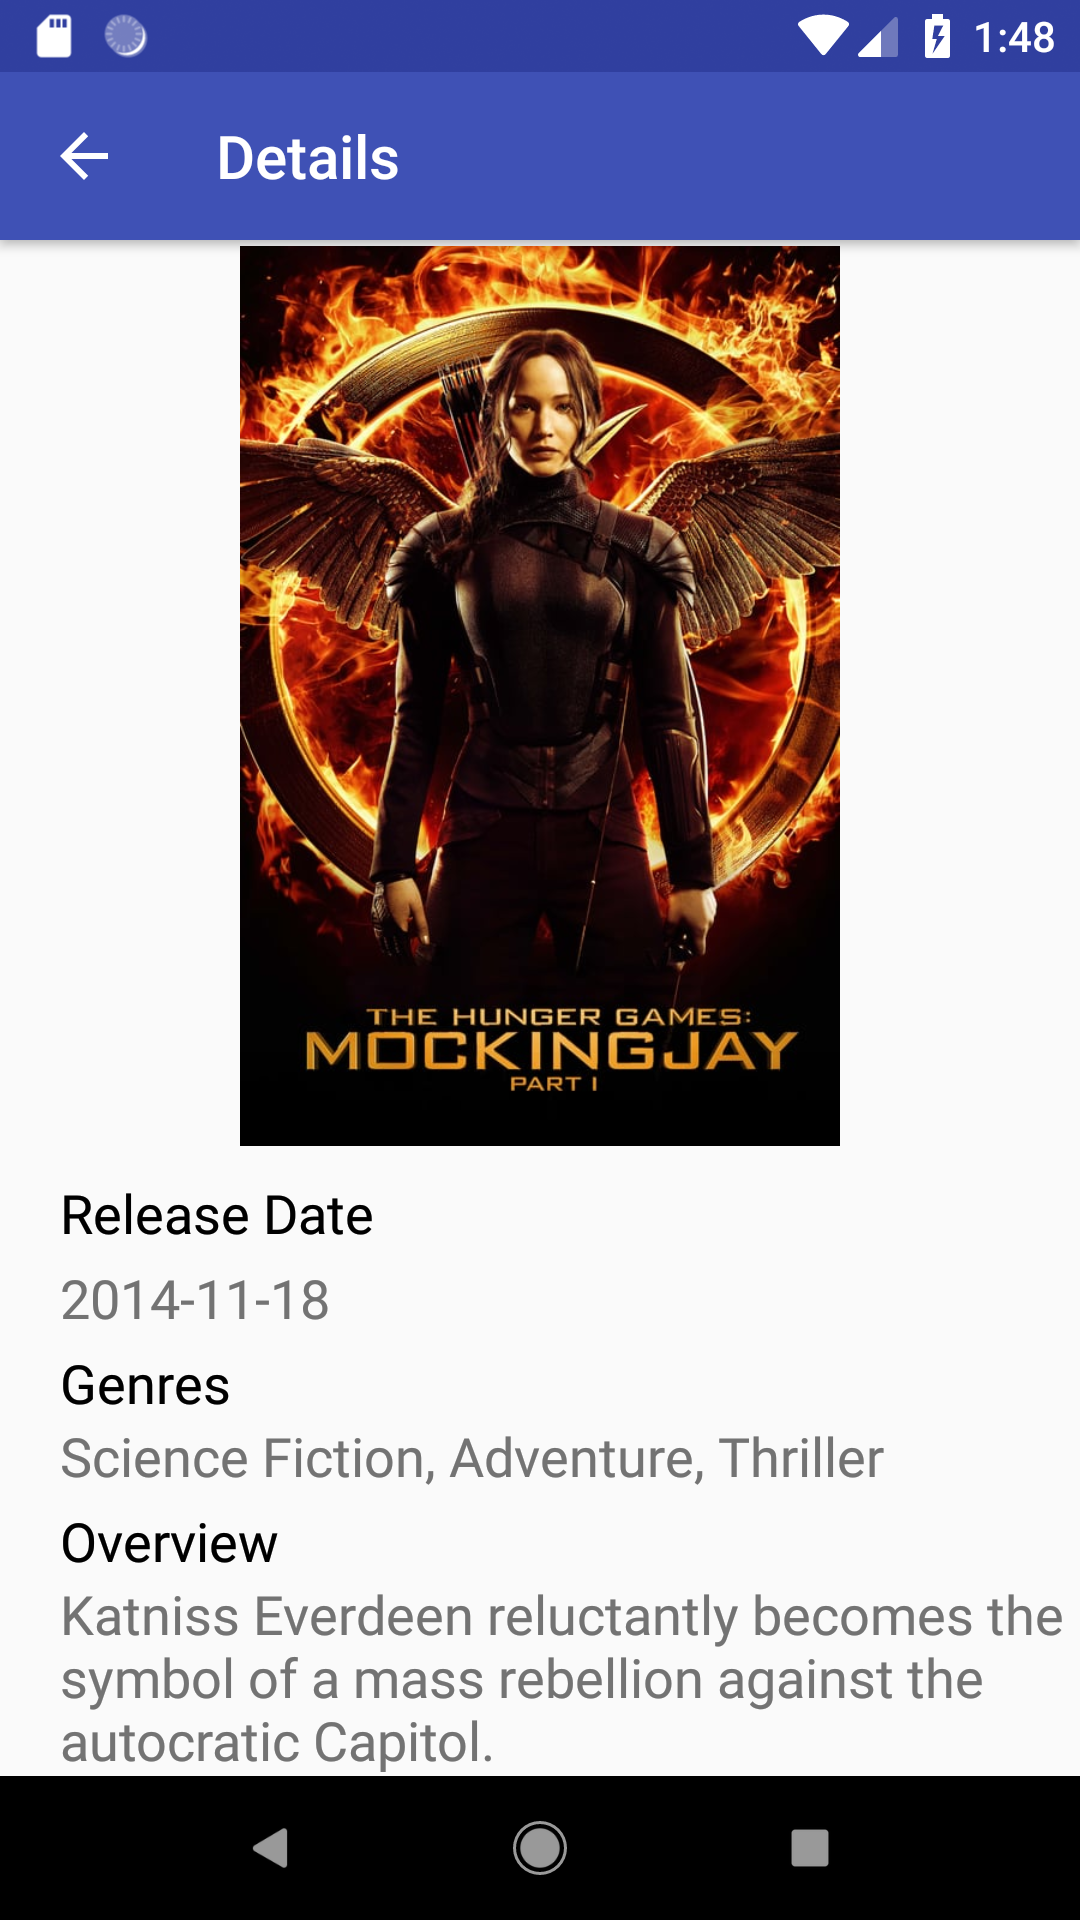 1:48
Details
THE HUNGER GAMES:
MOCKINGJAY
PART I
Release Date
2014-11-18
Genres
Science Fiction, Adventure, Thriller
Overview
Katniss Everdeen reluctantly becomes the
symbol of a mass rebellion against the
autocratic Capitol.